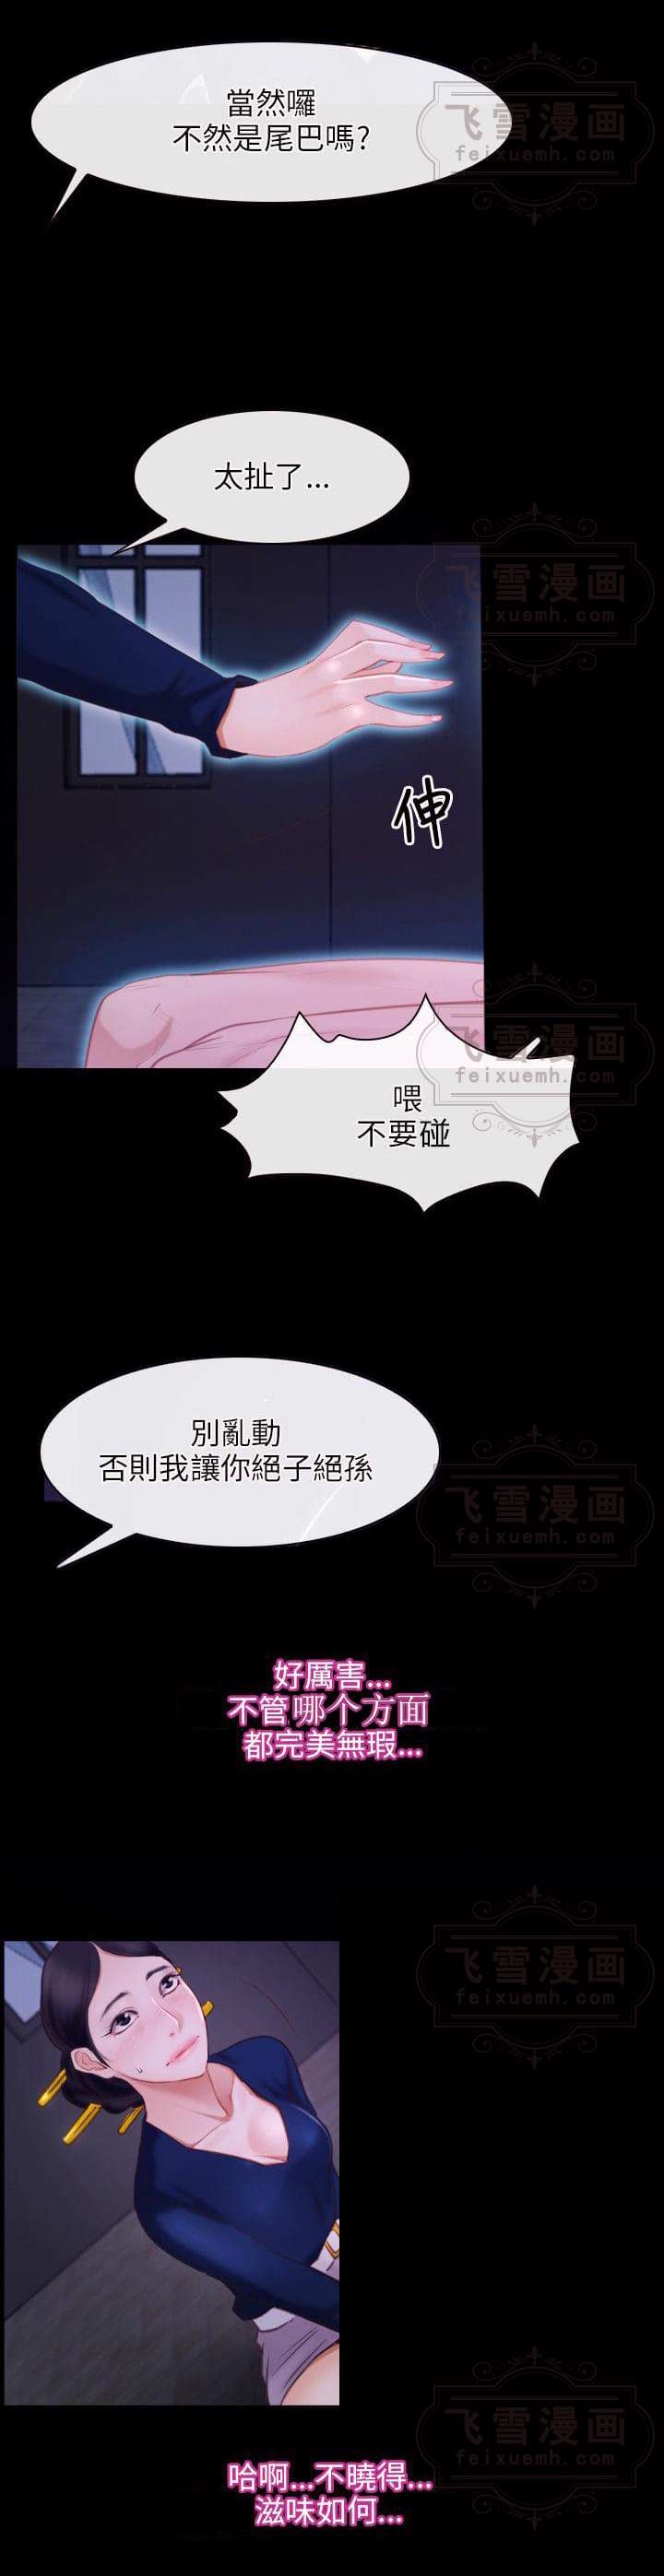 當然囉
不然是尾巴嗎?
飞雪漫画
feixuemh.com
太扯了...
飞雪漫画
feixuemh.com
伸
飞雪漫画
feixuemh.com
喂
不要碰
別亂動
否則我讓你絕子絕孫
飞雪漫画
feixuemh.com
好厲害...
不管哪个方面
都完美無瑕...
飞雪漫画
feixuemh.com
飞雪漫画
feixuemh.com
哈啊...不曉得...
滋味如何...